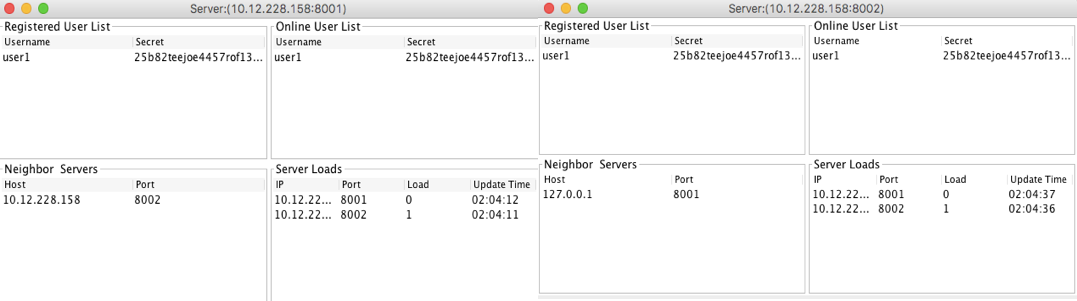 Server:(10.12.228.158:8001)
Registered User List
Username Secret
user1 25b82teejoe4457rof13...
Online User List
Username Secret
user1 25b82teejoe4457rof13...
Neighbor Servers
Host Port
10.12.228.158 8002
Server Loads
IP Port Load Update Time
10.12.22... 8001 0 02:04:12
10.12.22... 8002 1 02:04:11
Server:(10.12.228.158:8002)
Registered User List
Username Secret
user1 25b82teejoe4457rof13...
Online User List
Username Secret
user1 25b82teejoe4457rof13...
Neighbor Servers
Host Port
127.0.0.1 8001
Server Loads
IP Port Load Update Time
10.12.22... 8001 0 02:04:37
10.12.22... 8002 1 02:04:36